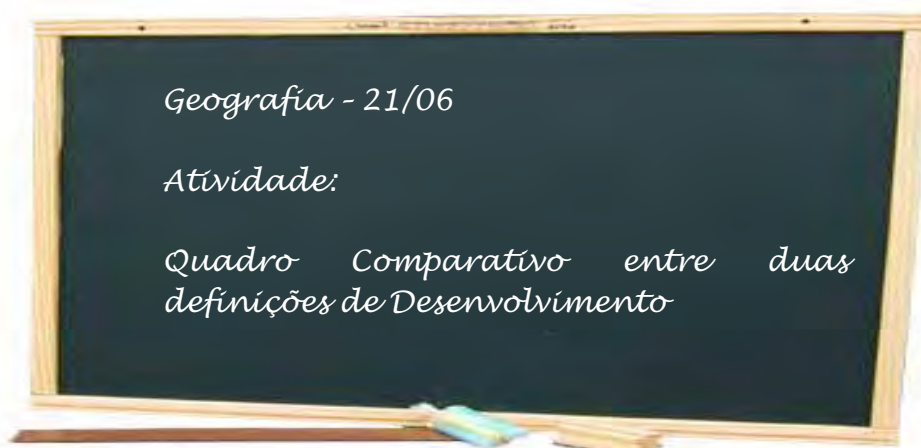 Geografia – 21/06
Atividade:
Quadro Comparativo entre duas
definições de Desenvolvimento